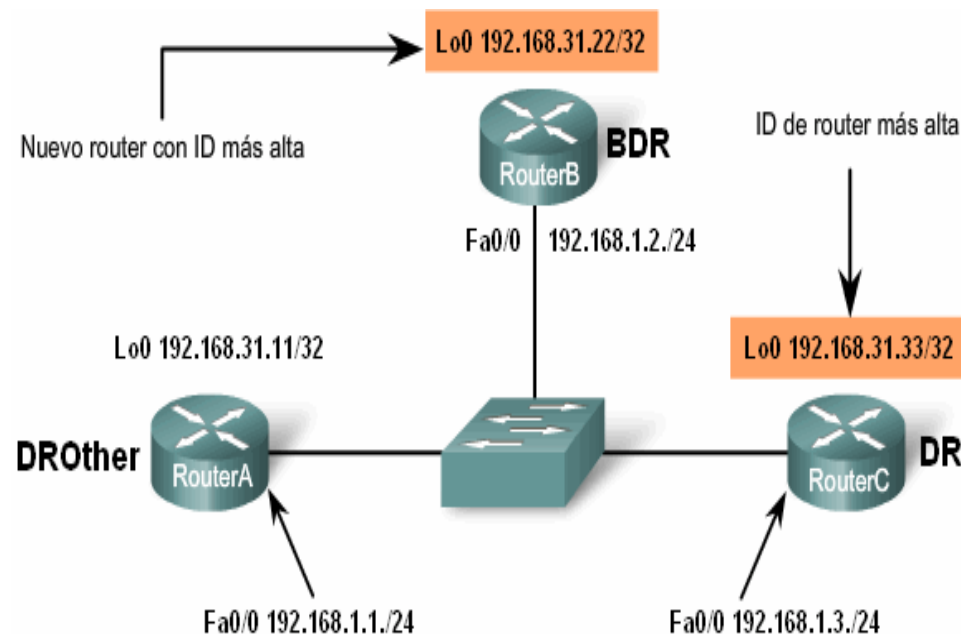 Lo0 192.168.31.22/32
Nuevo router con ID más alta
ID de router más alta
BDR
RouterB
Fa0/0 192.168.1.2./24
Lo0 192.168.31.11/32
Lo0 192.168.31.33/32
DROther
RouterA
RouterC
DR
Fa0/0 192.168.1.1./24
Fa0/0 192.168.1.3./24